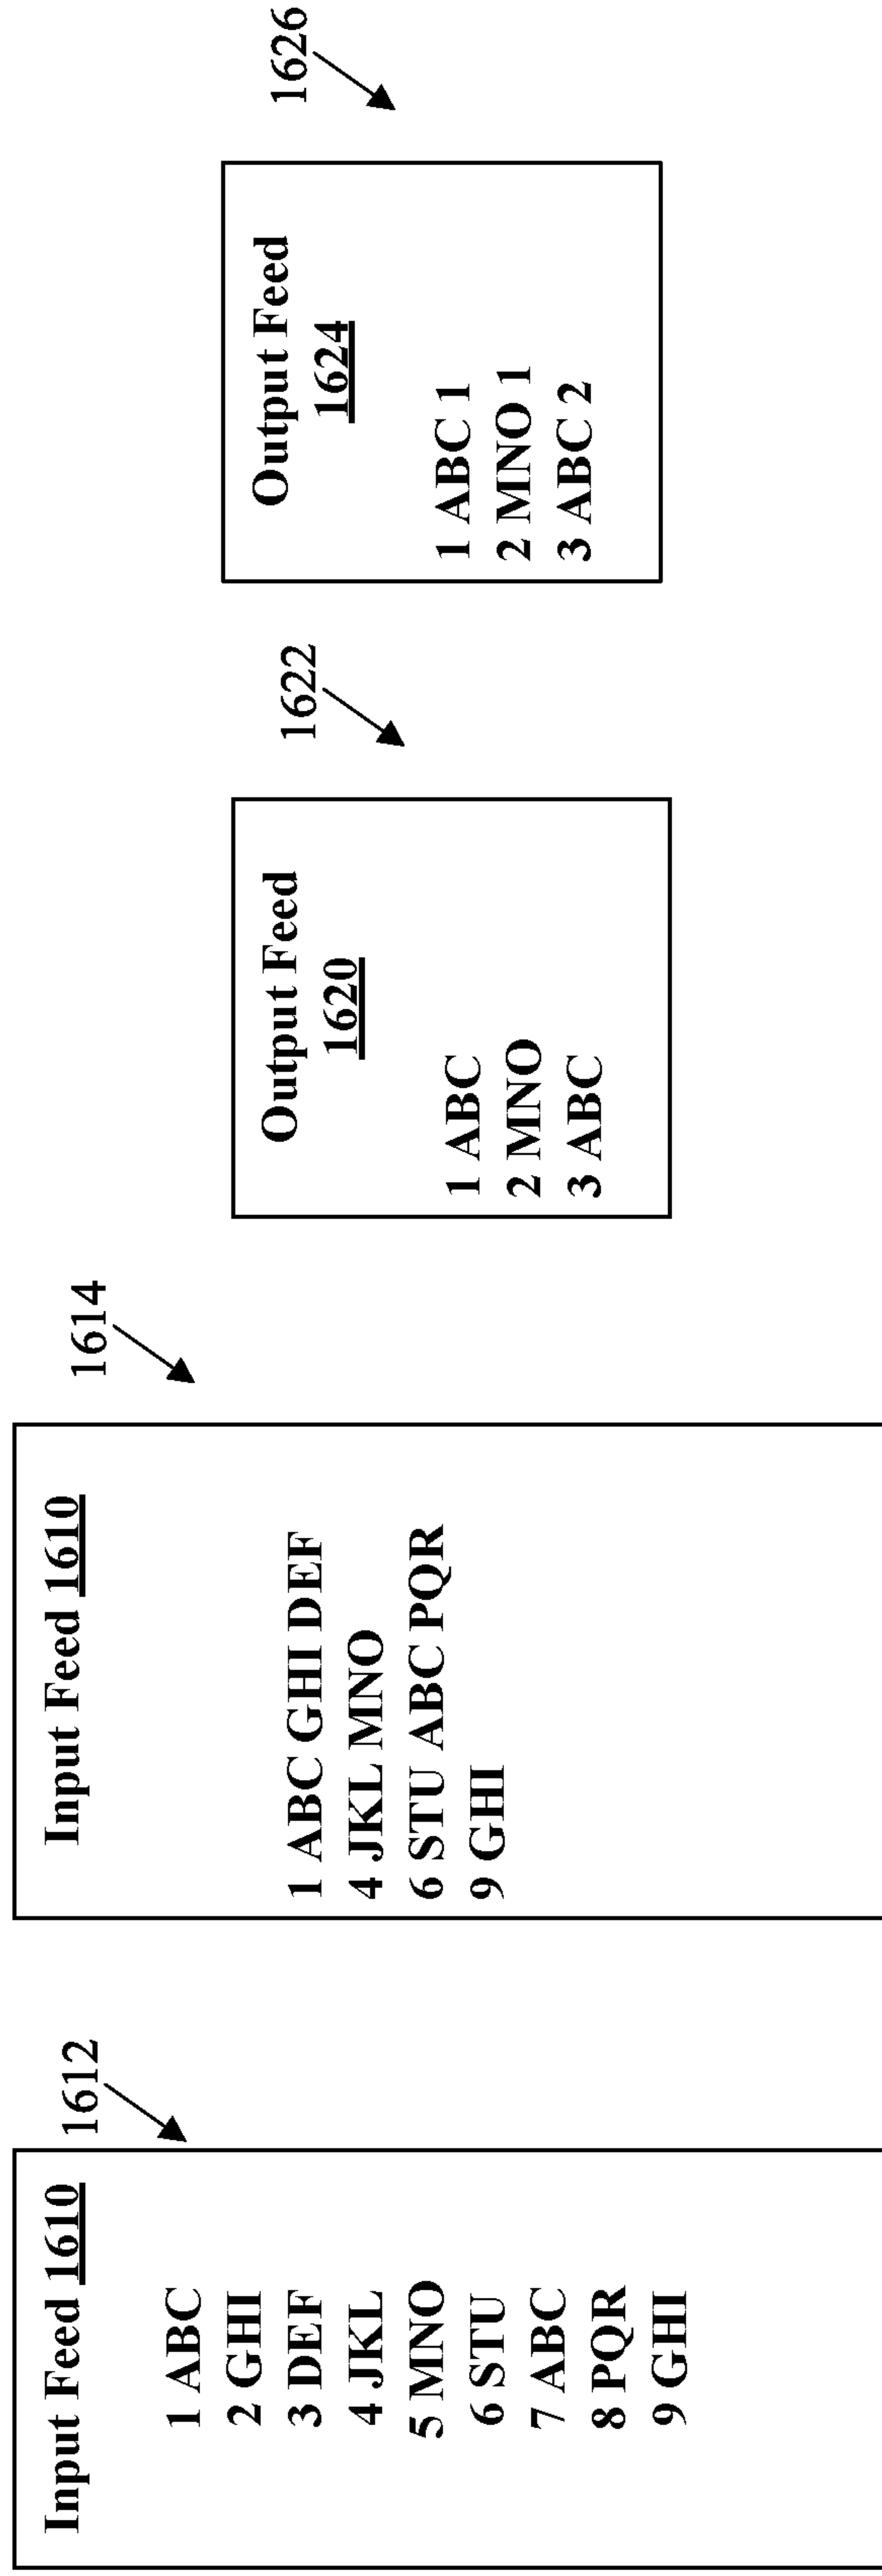 Input Feed 1610
1612
1 ABC
2 GHI
3 DEF
4 JKL
5 MNO
6 STU
7 ABC
8 PQR
9 GHI
Input Feed 1610
1614
1 ABC GHI DEF
4 JKL MNO
6 STU ABC PQR
9 GHI
Output Feed
1620
1622
1 ABC
2 MNO
3 ABC
Output Feed
1624
1626
1 ABC 1
2 MNO 1
3 ABC 2